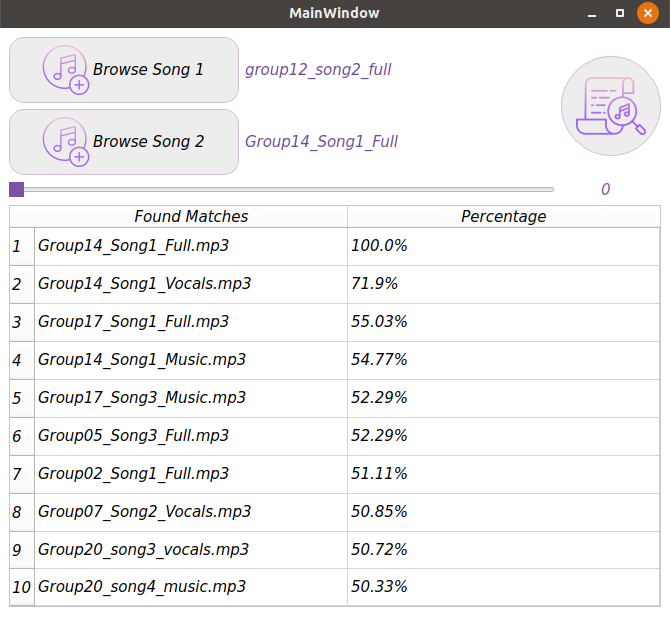 MainWindow
Browse Song 1 group12_song2_full
Browse Song 2 Group14_Song1_Full
0
Found Matches Percentage
1 Group14_Song1_Full.mp3 100.0%
2 Group14_Song1_Vocals.mp3 71.9%
3 Group17_Song1_Full.mp3 55.03%
4 Group14_Song1_Music.mp3 54.77%
5 Group17_Song3_Music.mp3 52.29%
6 Group05_Song3_Full.mp3 52.29%
7 Group02_Song1_Full.mp3 51.11%
8 Group07_Song2_Vocals.mp3 50.85%
9 Group20_song3_vocals.mp3 50.72%
10 Group20_song4_music.mp3 50.33%